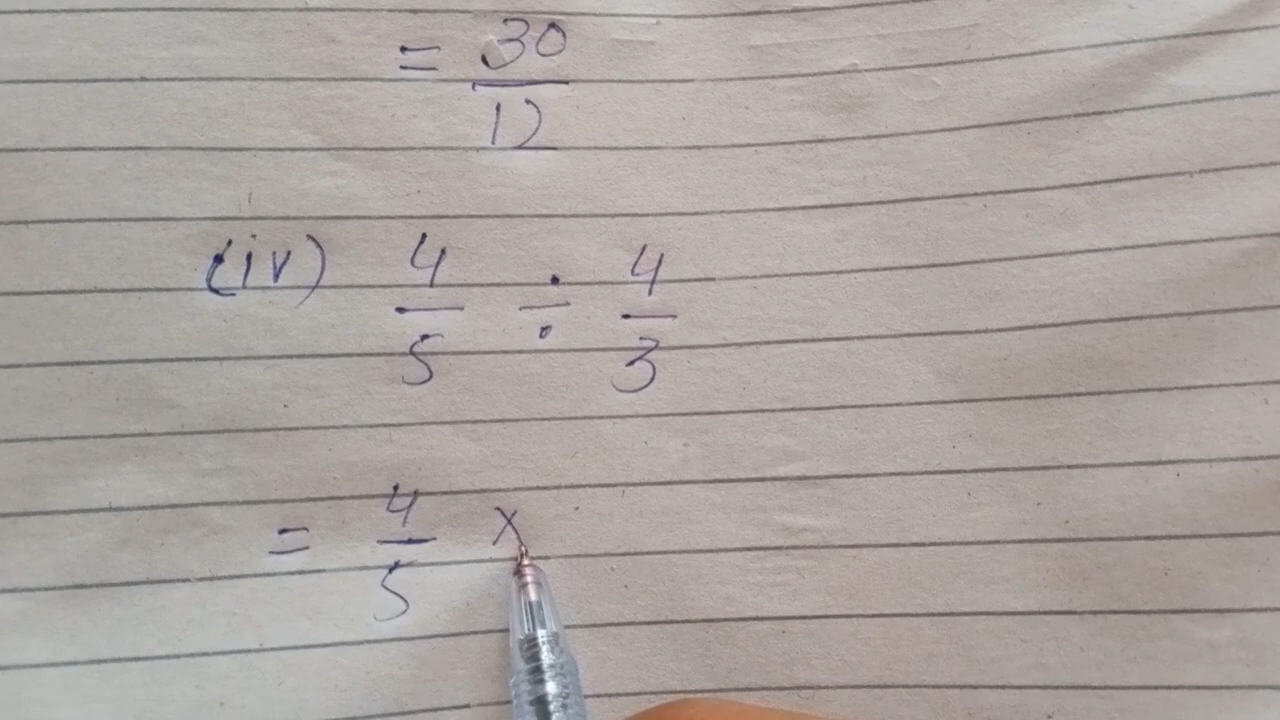 = 30/12
(iv) 4/5 ÷ 4/3
= 4/5 ×